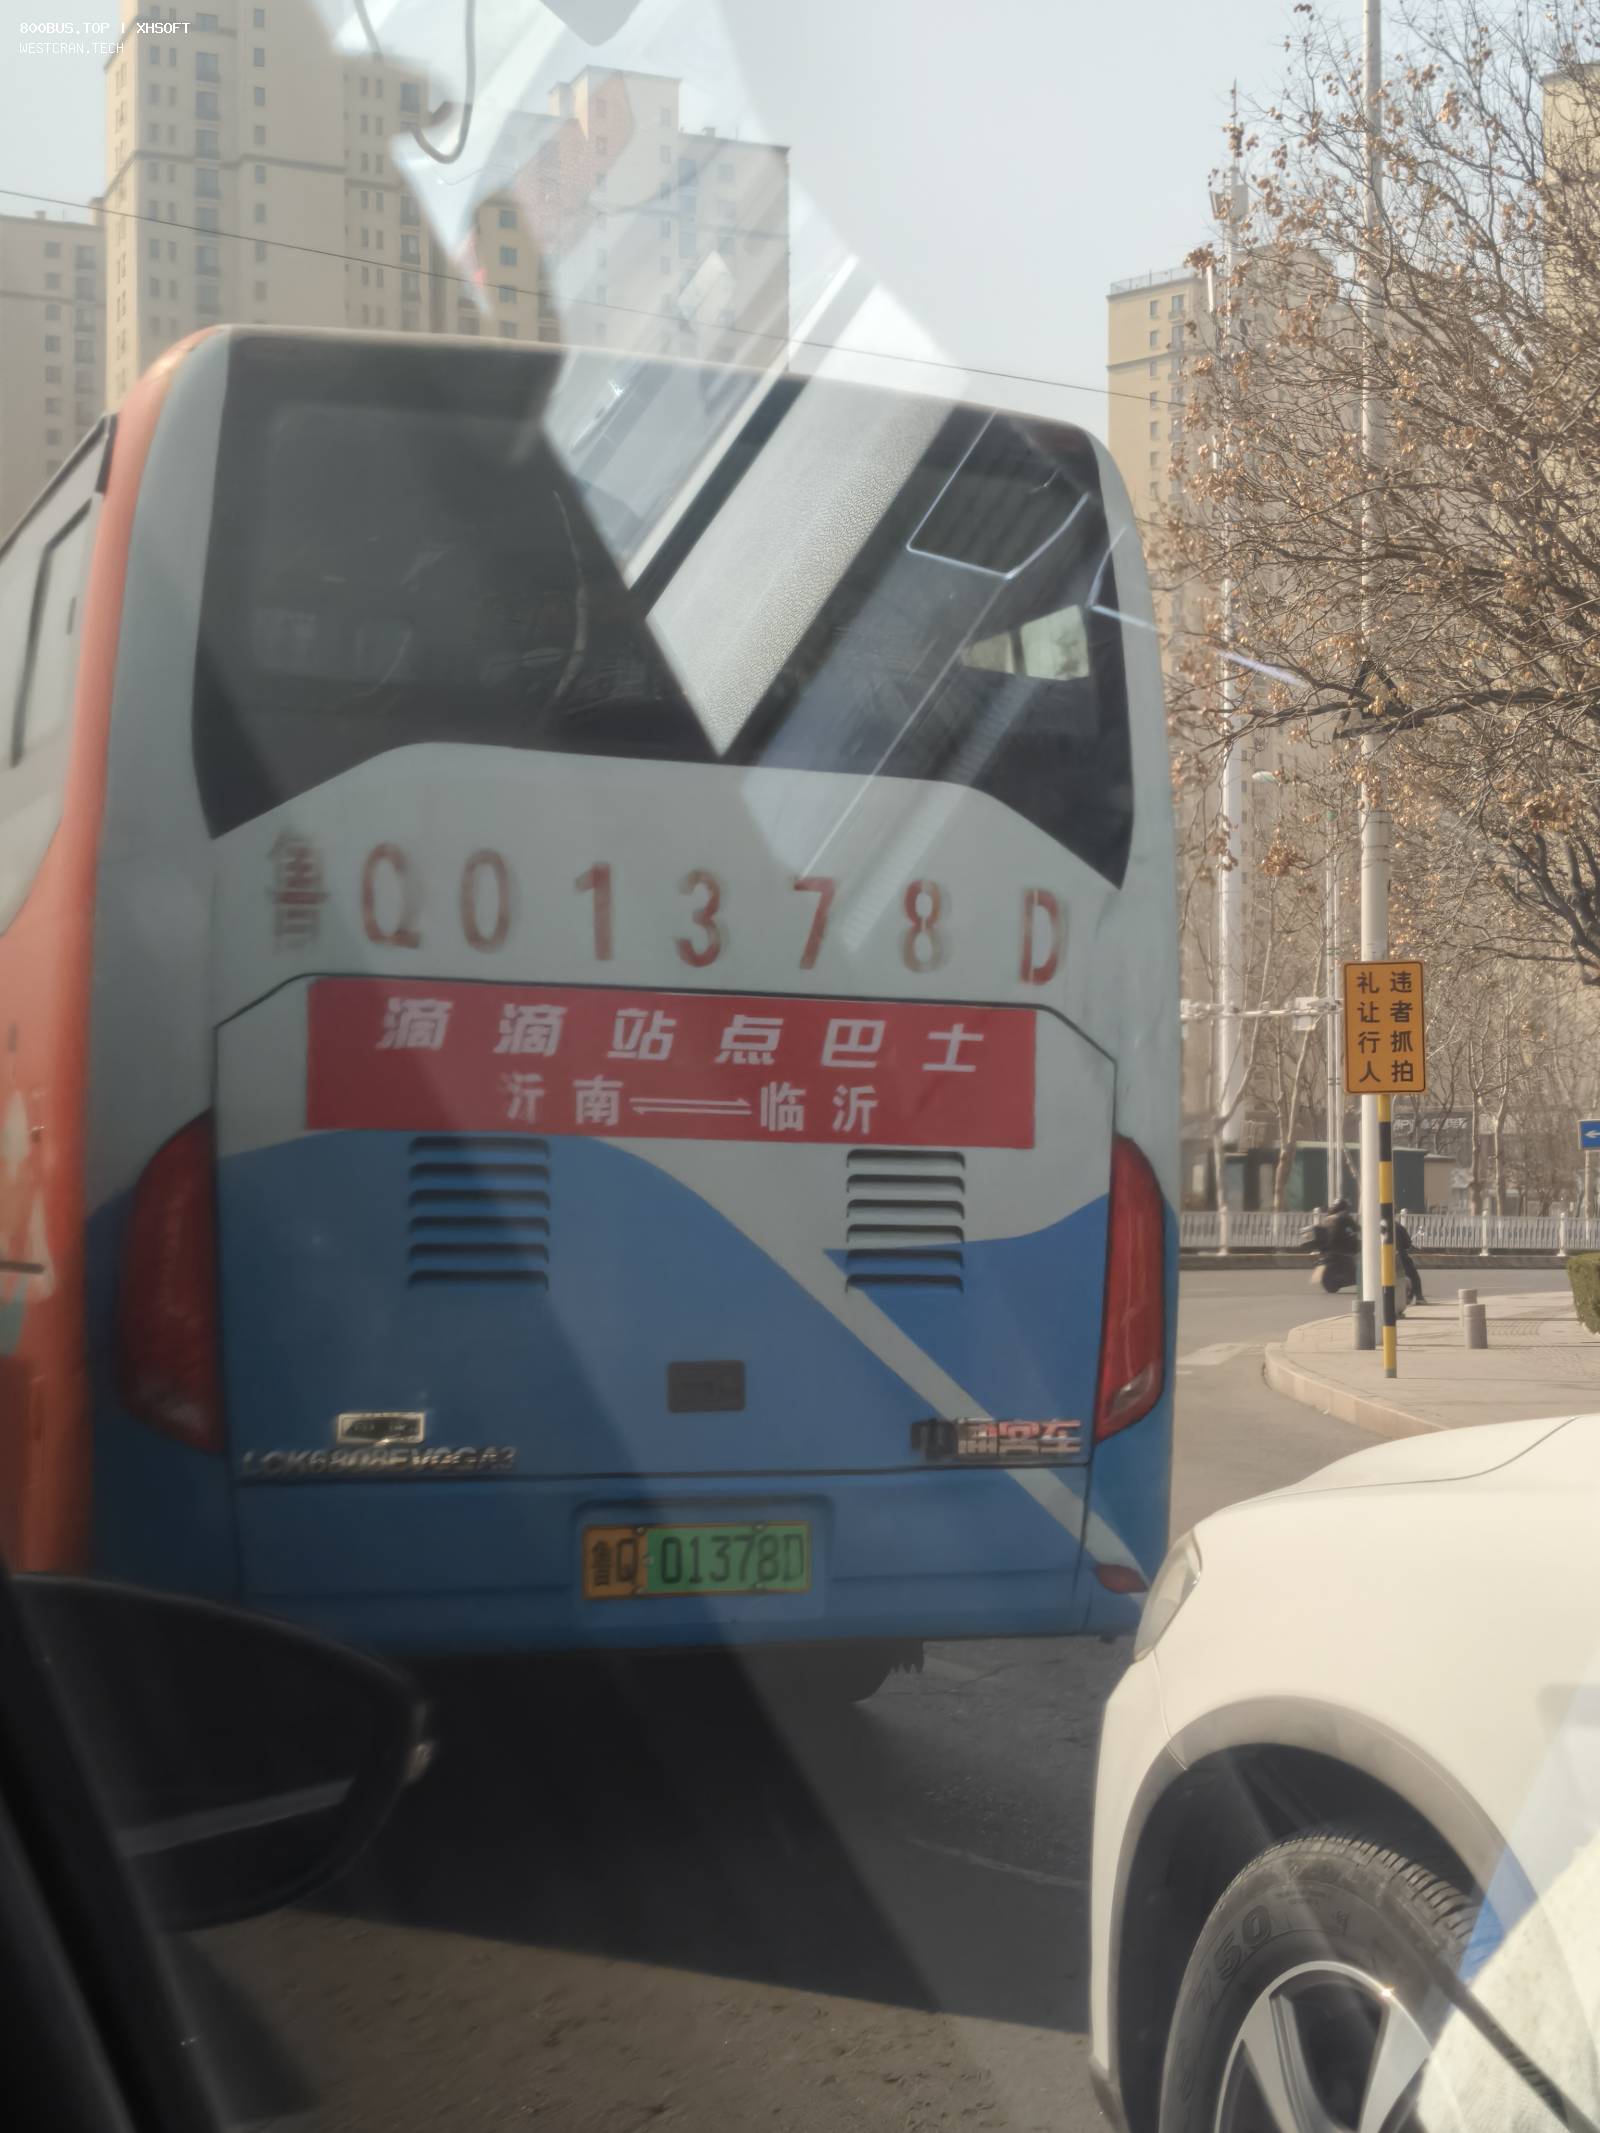 800BUS.TOP | XHSOFT
WESTCRAN.TECH
鲁Q01378D
滴滴站点巴士
沂南⇌临沂
LCK6808EVQGA3
中通客车
鲁Q·01378D
违者抓拍
礼让行人
750